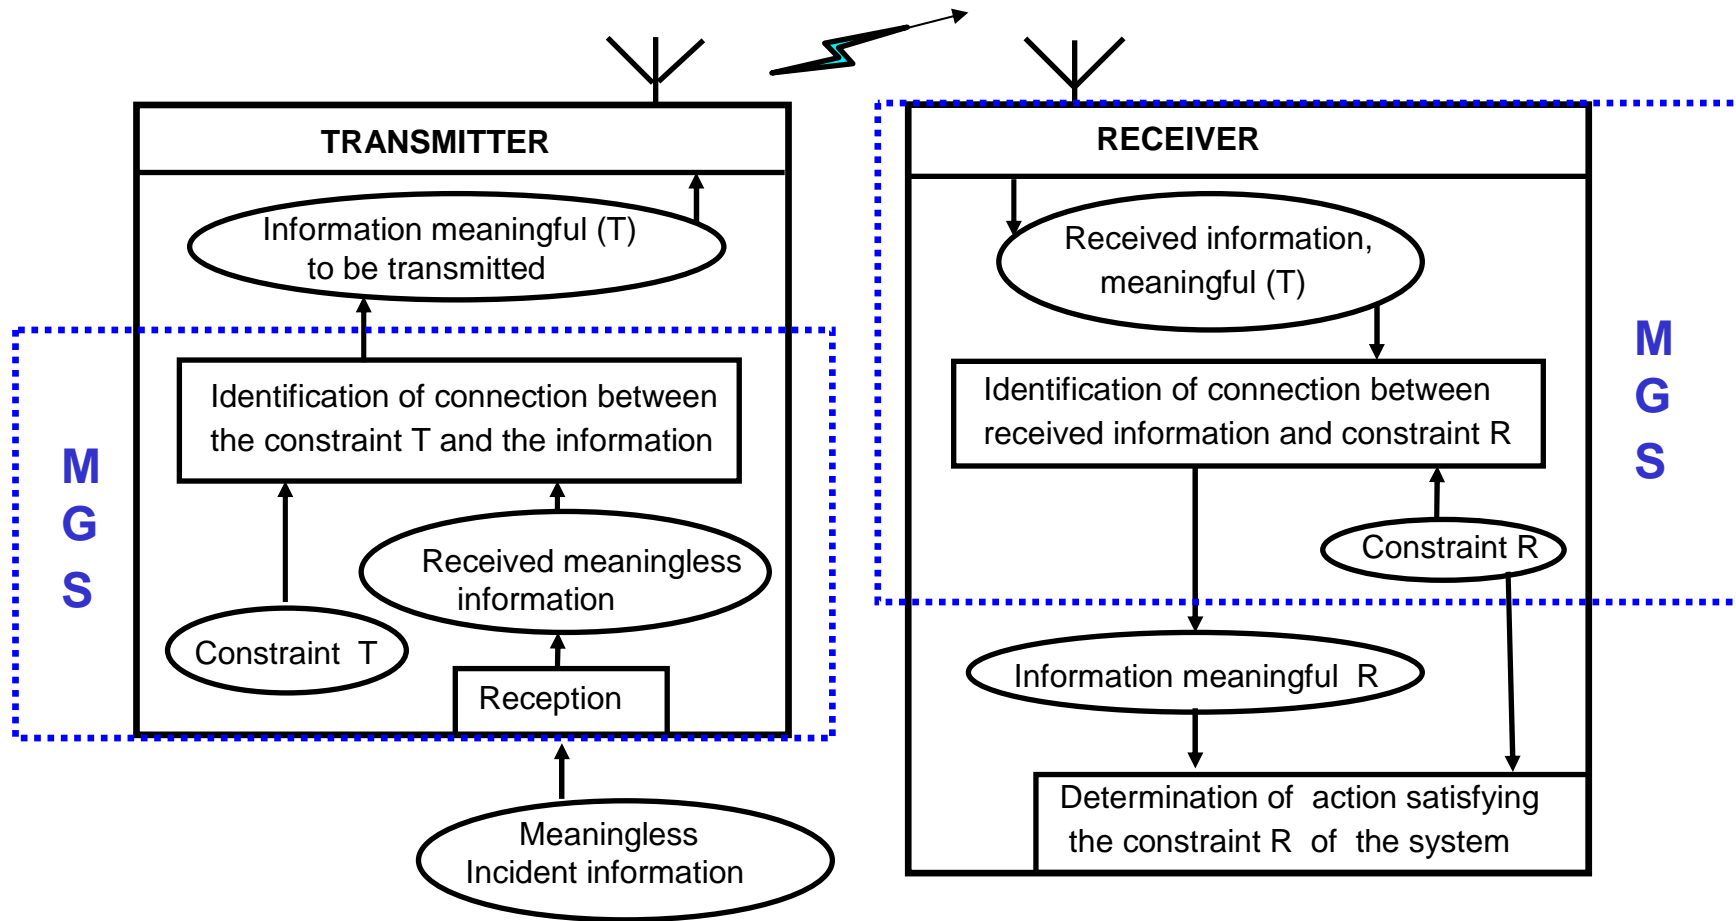 TRANSMITTER
Information meaningful (T)
to be transmitted
Identification of connection between
the constraint T and the information
M
G
S
Received meaningless
information
Constraint T
Reception
Meaningless
Incident information
RECEIVER
Received information,
meaningful (T)
Identification of connection between
received information and constraint R
M
G
S
Constraint R
Information meaningful R
Determination of action satisfying
the constraint R of the system